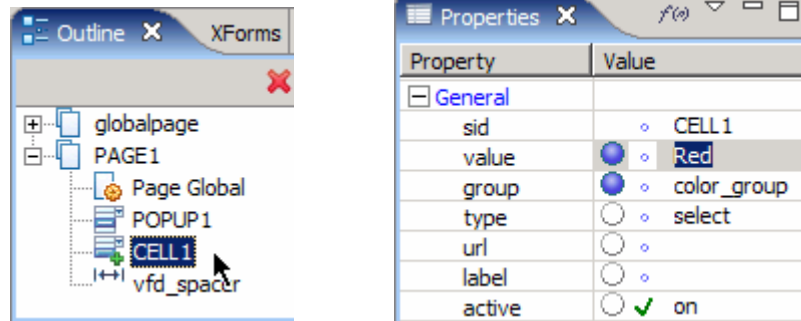 Outline XForms
globalpage
PAGE1
Page Global
POPUP1
CELL1
vfd_spacer
Properties f(x)
Property Value
General
sid CELL1
value Red
group color_group
type select
url
label
active on